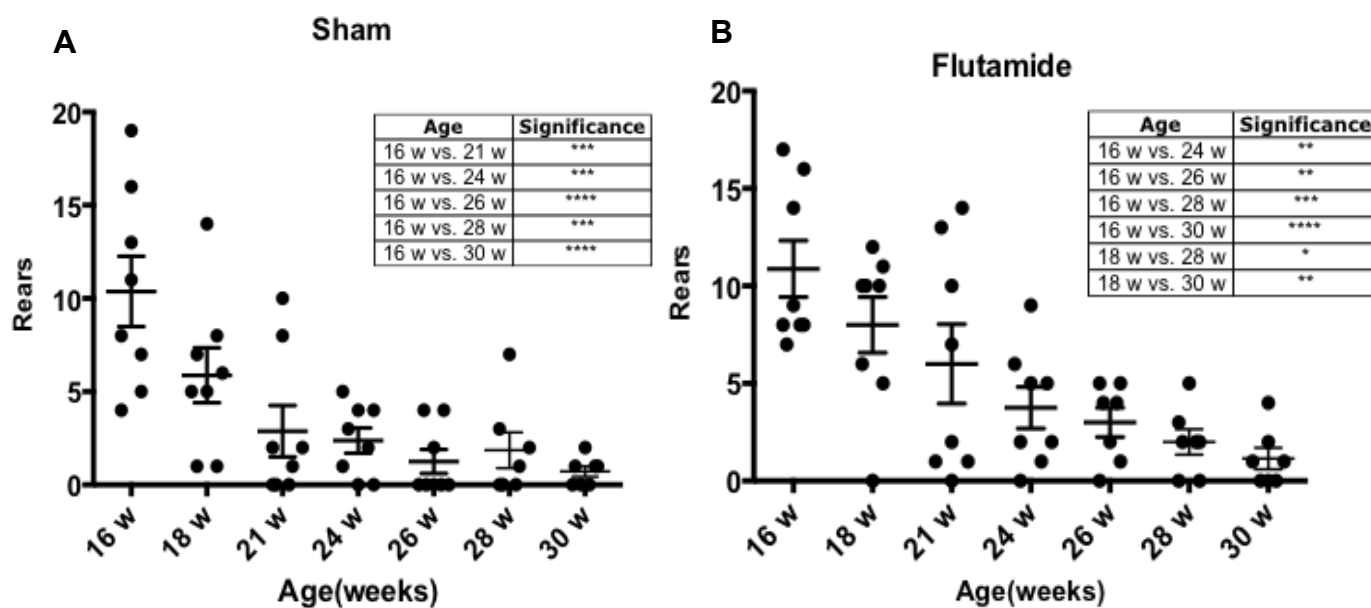 A
Sham
Rears
20
15
10
5
0
Age Significance
16 w vs. 21 w ***
16 w vs. 24 w ***
16 w vs. 26 w ****
16 w vs. 28 w ***
16 w vs. 30 w ****
16 w 18 w 21 w 24 w 26 w 28 w 30 w
Age(weeks)
B
Flutamide
Rears
20
15
10
5
0
Age Significance
16 w vs. 24 w **
16 w vs. 26 w **
16 w vs. 28 w ***
16 w vs. 30 w ****
18 w vs. 28 w *
18 w vs. 30 w **
16 w 18 w 21 w 24 w 26 w 28 w 30 w
Age(weeks)